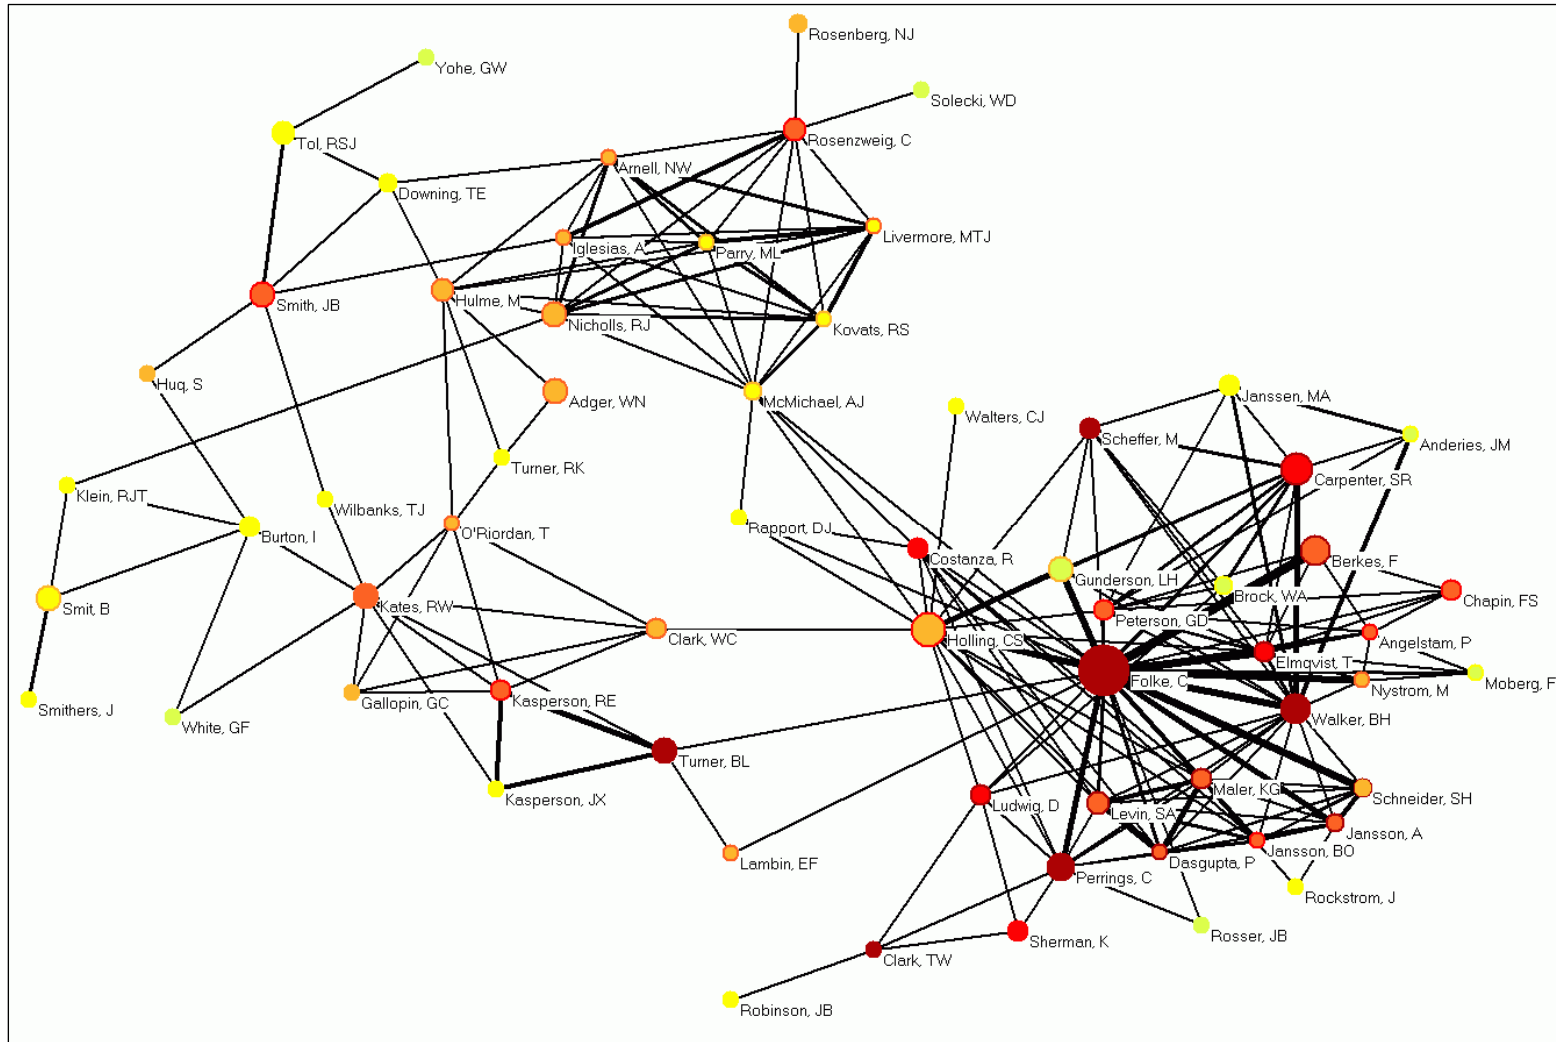 Rosenberg, NJ
Yohe, GW
Solecki, WD
Tol, RSJ
Rosenzweig, C
Arnell, NW
Downing, TE
Livermore, MTJ
Iglesias, A
Parry, ML
Hulme, M
Smith, JB
Nicholls, RJ
Kovats, RS
Huq, S
Adger, WN
McMichael, AJ
Janssen, MA
Walters, CJ
Scheffer, M
Anderies, JM
Turner, RK
Carpenter, SR
Klein, RJT
Wilbanks, TJ
Rapport, DJ
Burton, I
O'Riordan, T
Costanza, R
Berkes, F
Gunderson, LH
Brock, WA
Chapin, FS
Smit, B
Kates, RW
Peterson, GD
Clark, WC
Holling, CS
Angelstam, P
Elmqvist, T
Folke, C
Moberg, F
Nystrom, M
Gallopin, GC
Kasperson, RE
Smithers, J
White, GF
Walker, BH
Turner, BL
Maler, KG
Kasperson, JX
Schneider, SH
Ludwig, D
Levin, SA
Jansson, A
Jansson, BO
Lambin, EF
Dasgupta, P
Perrings, C
Rockstrom, J
Rosser, JB
Sherman, K
Clark, TW
Robinson, JB